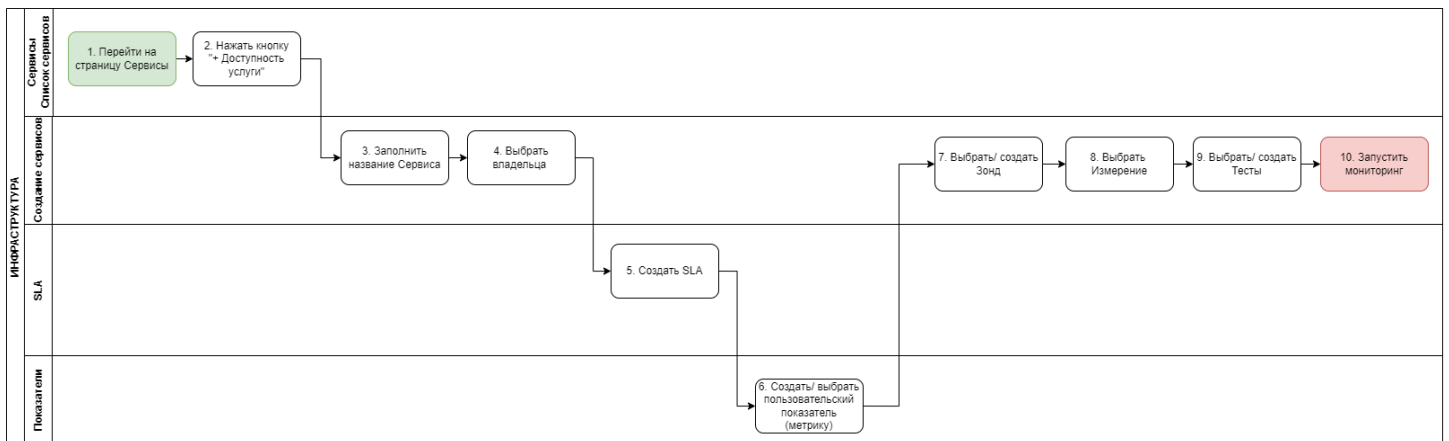 ИНФРАСТРУКТУРА
Сервисы
Список сервисов
1. Перейти на
страницу Сервисы
2. Нажать кнопку
"+ Доступность
услуги"
Создание сервисов
3. Заполнить
название Сервиса
4. Выбрать
владельца
7. Выбрать/ создать
Зонд
8. Выбрать
Измерение
9. Выбрать/ создать
Тесты
10. Запустить
мониторинг
SLA
5. Создать SLA
Показатели
6. Создать/ выбрать
пользовательский
показатель
(метрику)